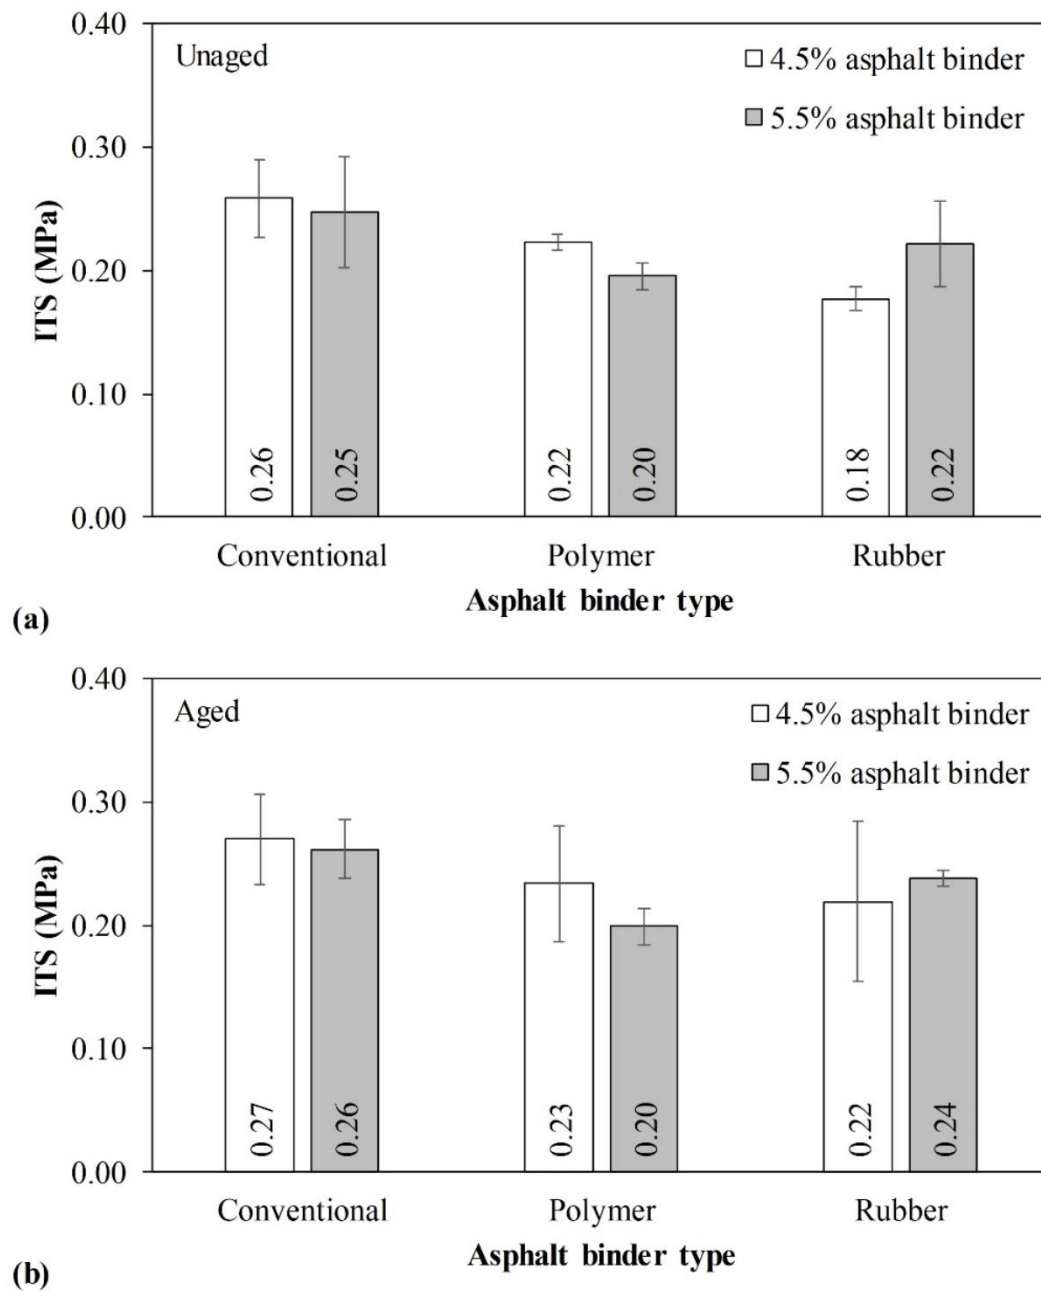 0.40
Unaged
4.5% asphalt binder
5.5% asphalt binder
0.30
0.20
0.10
0.00
ITS (MPa)
0.26
0.25
0.22
0.20
0.18
0.22
Conventional
Polymer
Rubber
Asphalt binder type
(a)
0.40
Aged
4.5% asphalt binder
5.5% asphalt binder
0.30
0.20
0.10
0.00
ITS (MPa)
0.27
0.26
0.23
0.20
0.22
0.24
Conventional
Polymer
Rubber
Asphalt binder type
(b)